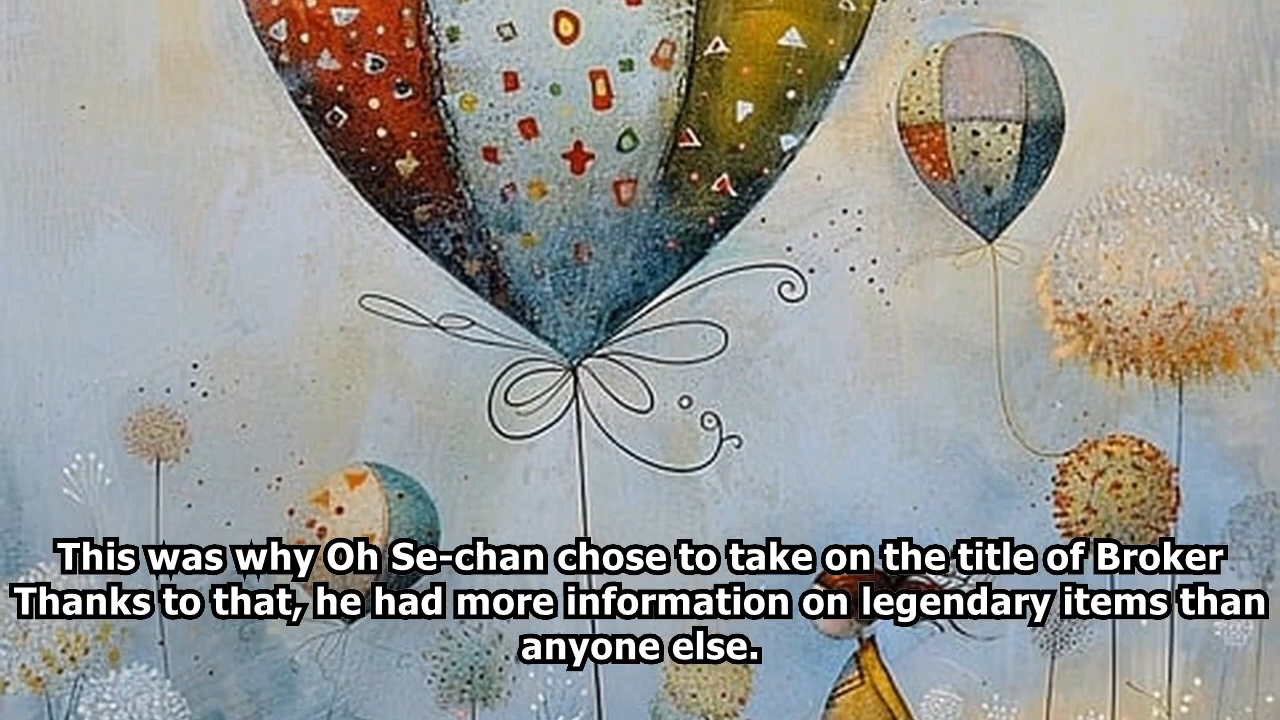 This was why Oh Se-chan chose to take on the title of Broker
Thanks to that, he had more information on legendary items than
anyone else.